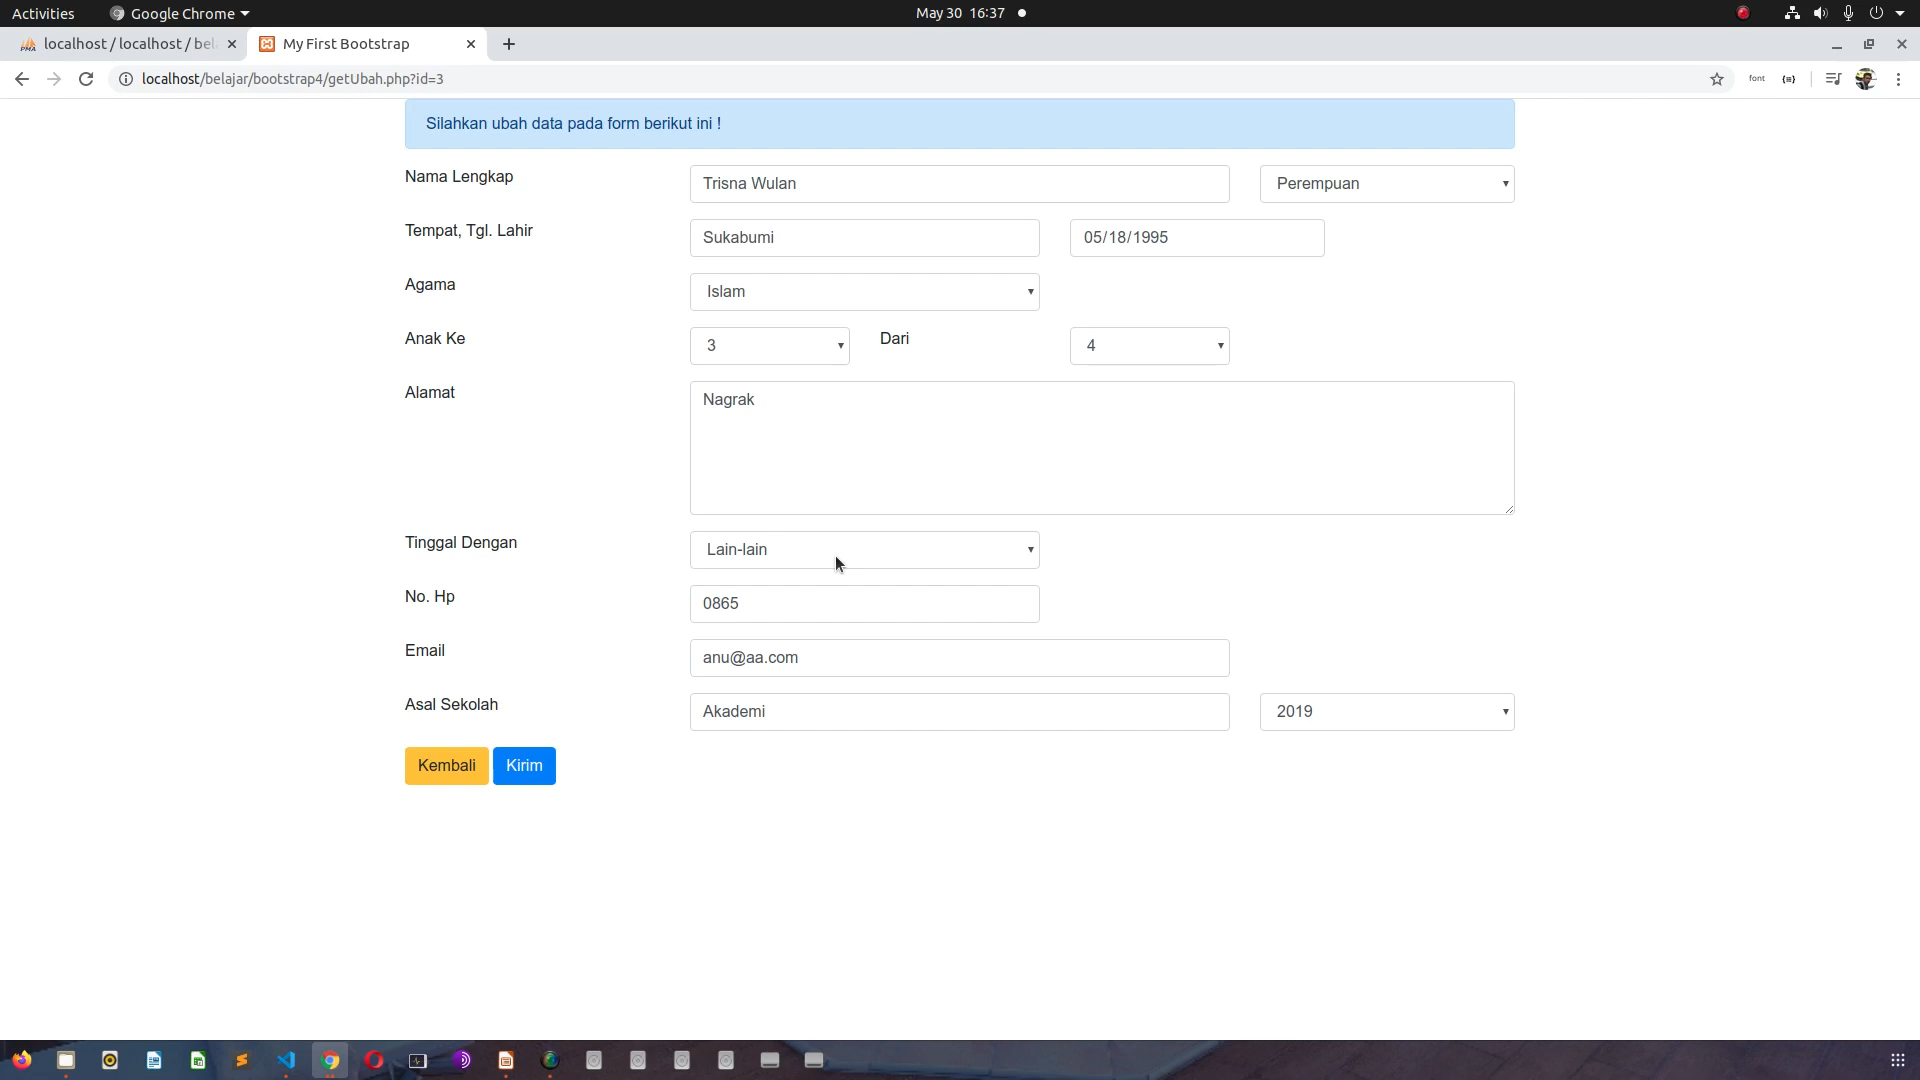 Activities Google Chrome May 30 16:37
localhost / localhost / bel My First Bootstrap
localhost/belajar/bootstrap4/getUbah.php?id=3 font
Silahkan ubah data pada form berikut ini !
Nama Lengkap Trisna Wulan Perempuan
Tempat, Tgl. Lahir Sukabumi 05/18/1995
Agama Islam
Anak Ke 3 Dari 4
Alamat Nagrak
Tinggal Dengan Lain-lain
No. Hp 0865
Email anu@aa.com
Asal Sekolah Akademi 2019
Kembali Kirim